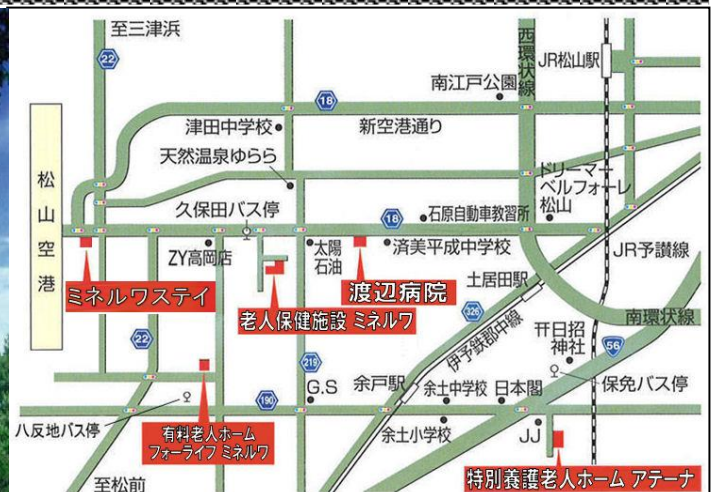 至三津浜
22
西環状線
JR松山駅
南江戸公園
18
津田中学校
新空港通り
天然温泉ゆらら
松山空港
久保田バス停
18
石原自動車教習所
ドリーマー
ベルフォーレ
松山
ZY高岡店
太陽
石油
済美平成中学校
JR予讃線
ミネルワステイ
渡辺病院
土居田駅
老人保健施設 ミネルワ
326
伊予鉄郡中線
南環状線
22
219
日招
神社
56
G.S
余戸駅
余土中学校
日本閣
保免バス停
190
八反地バス停
有料老人ホーム
フォーライフ ミネルワ
余土小学校
JJ
特別養護老人ホーム アテーナ
至松前